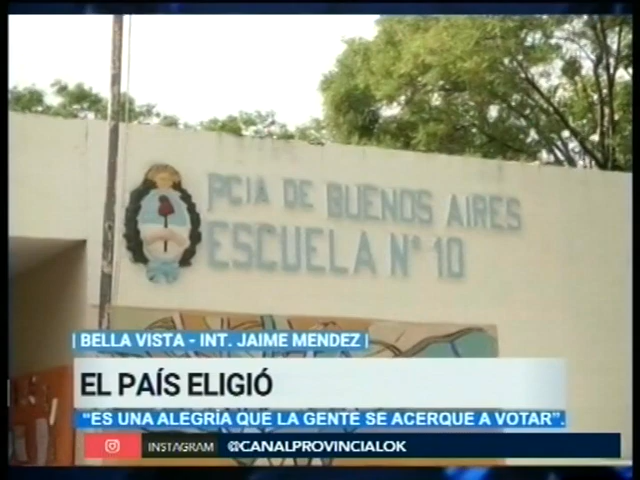 PCIA DE BUENOS AIRES
ESCUELA Nº 10
| BELLA VISTA - INT. JAIME MENDEZ |
EL PAÍS ELIGIÓ
“ES UNA ALEGRÍA QUE LA GENTE SE ACERQUE A VOTAR”.
INSTAGRAM @CANALPROVINCIALOK